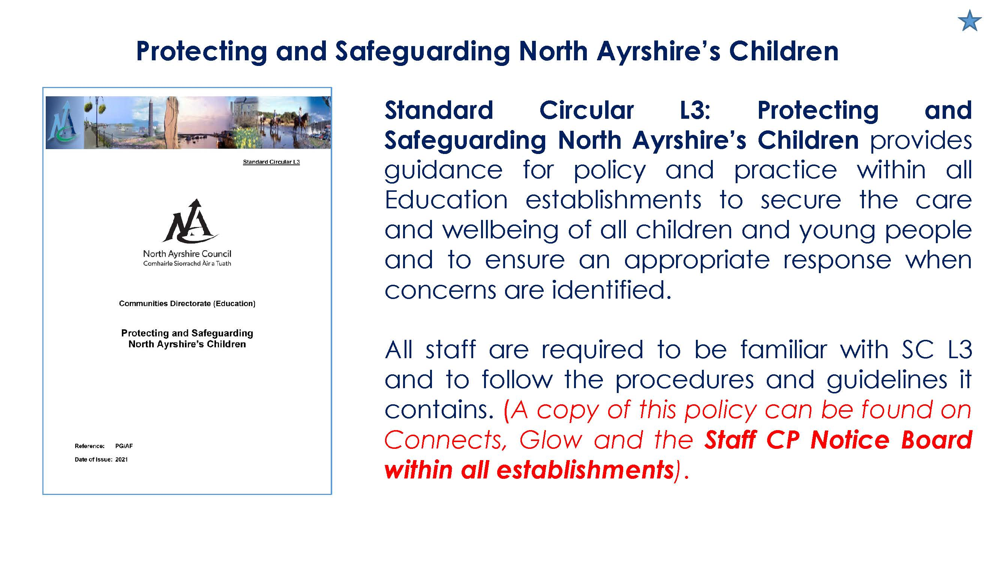 Protecting and Safeguarding North Ayrshire’s Children
Standard Circular L3
North Ayrshire Council
Comhairle Siorrachd Àir a Tuath
Communities Directorate (Education)
Protecting and Safeguarding
North Ayrshire’s Children
Reference: PG/AF
Date of Issue: 2021
Standard Circular L3: Protecting and
Safeguarding North Ayrshire’s Children provides
guidance for policy and practice within all
Education establishments to secure the care
and wellbeing of all children and young people
and to ensure an appropriate response when
concerns are identified.
All staff are required to be familiar with SC L3
and to follow the procedures and guidelines it
contains. (A copy of this policy can be found on
Connects, Glow and the Staff CP Notice Board
within all establishments).